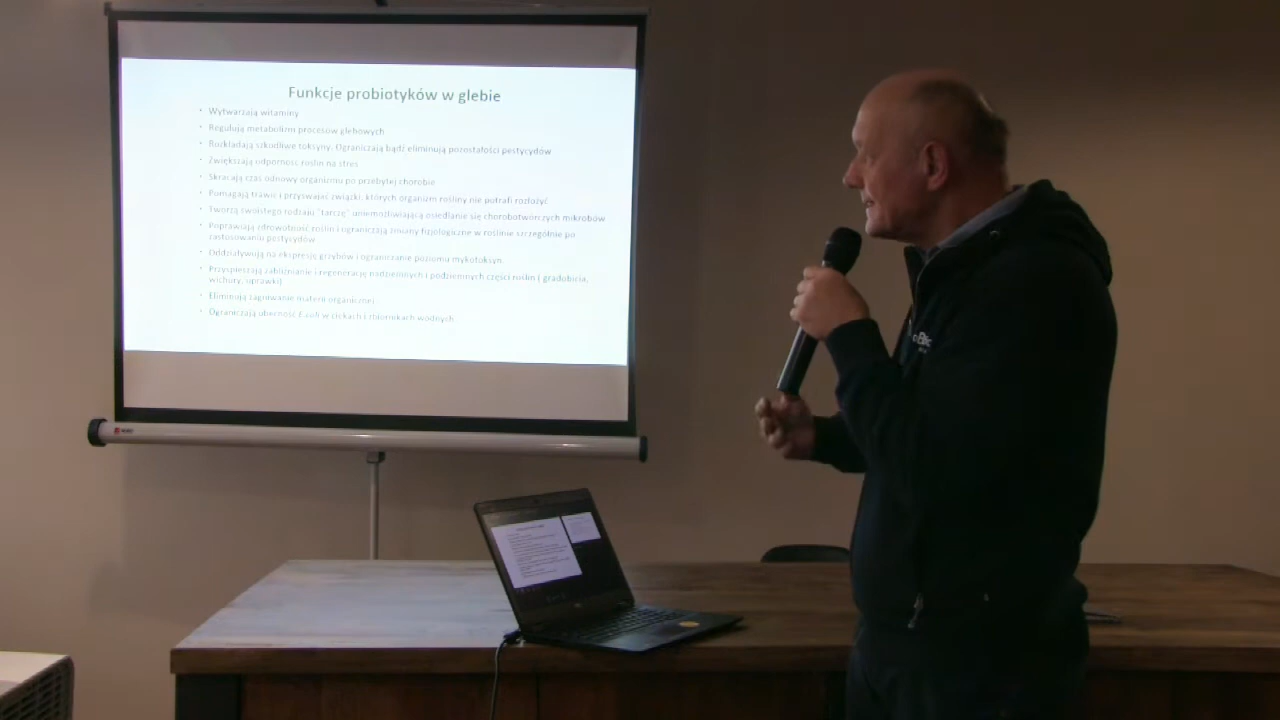 Funkcje probiotyków w glebie
• Wytwarzają witaminy
• Regulują metabolizm procesów glebowych
• Rozkładają szkodliwe toksyny. Ograniczają bądź eliminują pozostałości pestycydów
• Zwiększają odporność roślin na stres
• Skracają czas odnowy organizmu po przebytej chorobie
• Pomagają trawić i przyswajać związki, których organizm rośliny nie potrafi rozłożyć
• Tworzą swoistego rodzaju "tarczę" uniemożliwiającą osiedlanie się chorobotwórczych mikrobów
• Poprawiają zdrowotność roślin i ograniczają zmiany fizjologiczne w roślinie szczególnie po
zastosowaniu pestycydów
• Oddziaływują na ekspresję grzybów i ograniczanie poziomu mykotoksyn
• Przyspieszają zabliźnianie i regenerację nadziemnych i podziemnych części roślin ( gradobicia,
wichury, uprawki)
• Eliminują zagniwanie materii organicznej.
• Ograniczają obecność E.coli w ciekach i zbiornikach wodnych